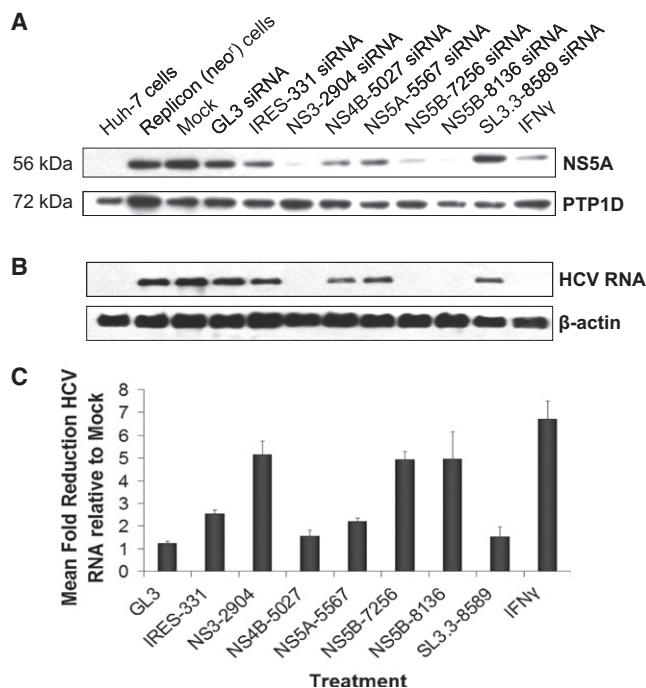 A
Huh-7 cells
Replicon (neoʳ) cells
Mock
GL3 siRNA
IRES-331 siRNA
NS3-2904 siRNA
NS4B-5027 siRNA
NS5A-5567 siRNA
NS5B-7256 siRNA
NS5B-8136 siRNA
SL3.3-8589 siRNA
IFNγ
56 kDa
NS5A
72 kDa
PTP1D
B
HCV RNA
β-actin
C
Mean Fold Reduction HCV
RNA relative to Mock
8
7
6
5
4
3
2
1
0
GL3
IRES-331
NS3-2904
NS4B-5027
NS5A-5567
NS5B-7256
NS5B-8136
SL3.3-8589
IFNγ
Treatment